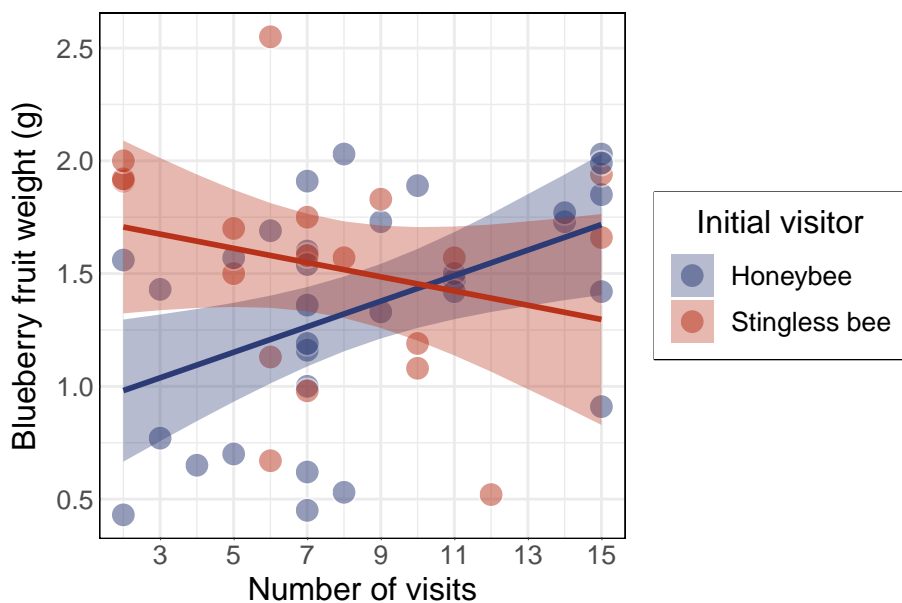 2.5
2.0
1.5
1.0
0.5
Blueberry fruit weight (g)
3 5 7 9 11 13 15
Number of visits
Initial visitor
Honeybee
Stingless bee